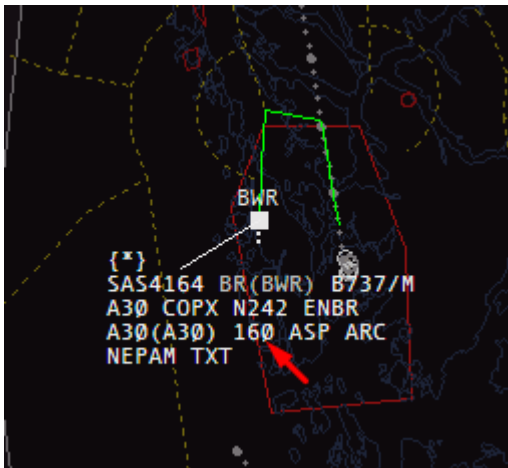 BWR
{*}
SAS4164 BR(BWR) B737/M
A30 COPX N242 ENBR
A30(A30) 160 ASP ARC
NEPAM TXT